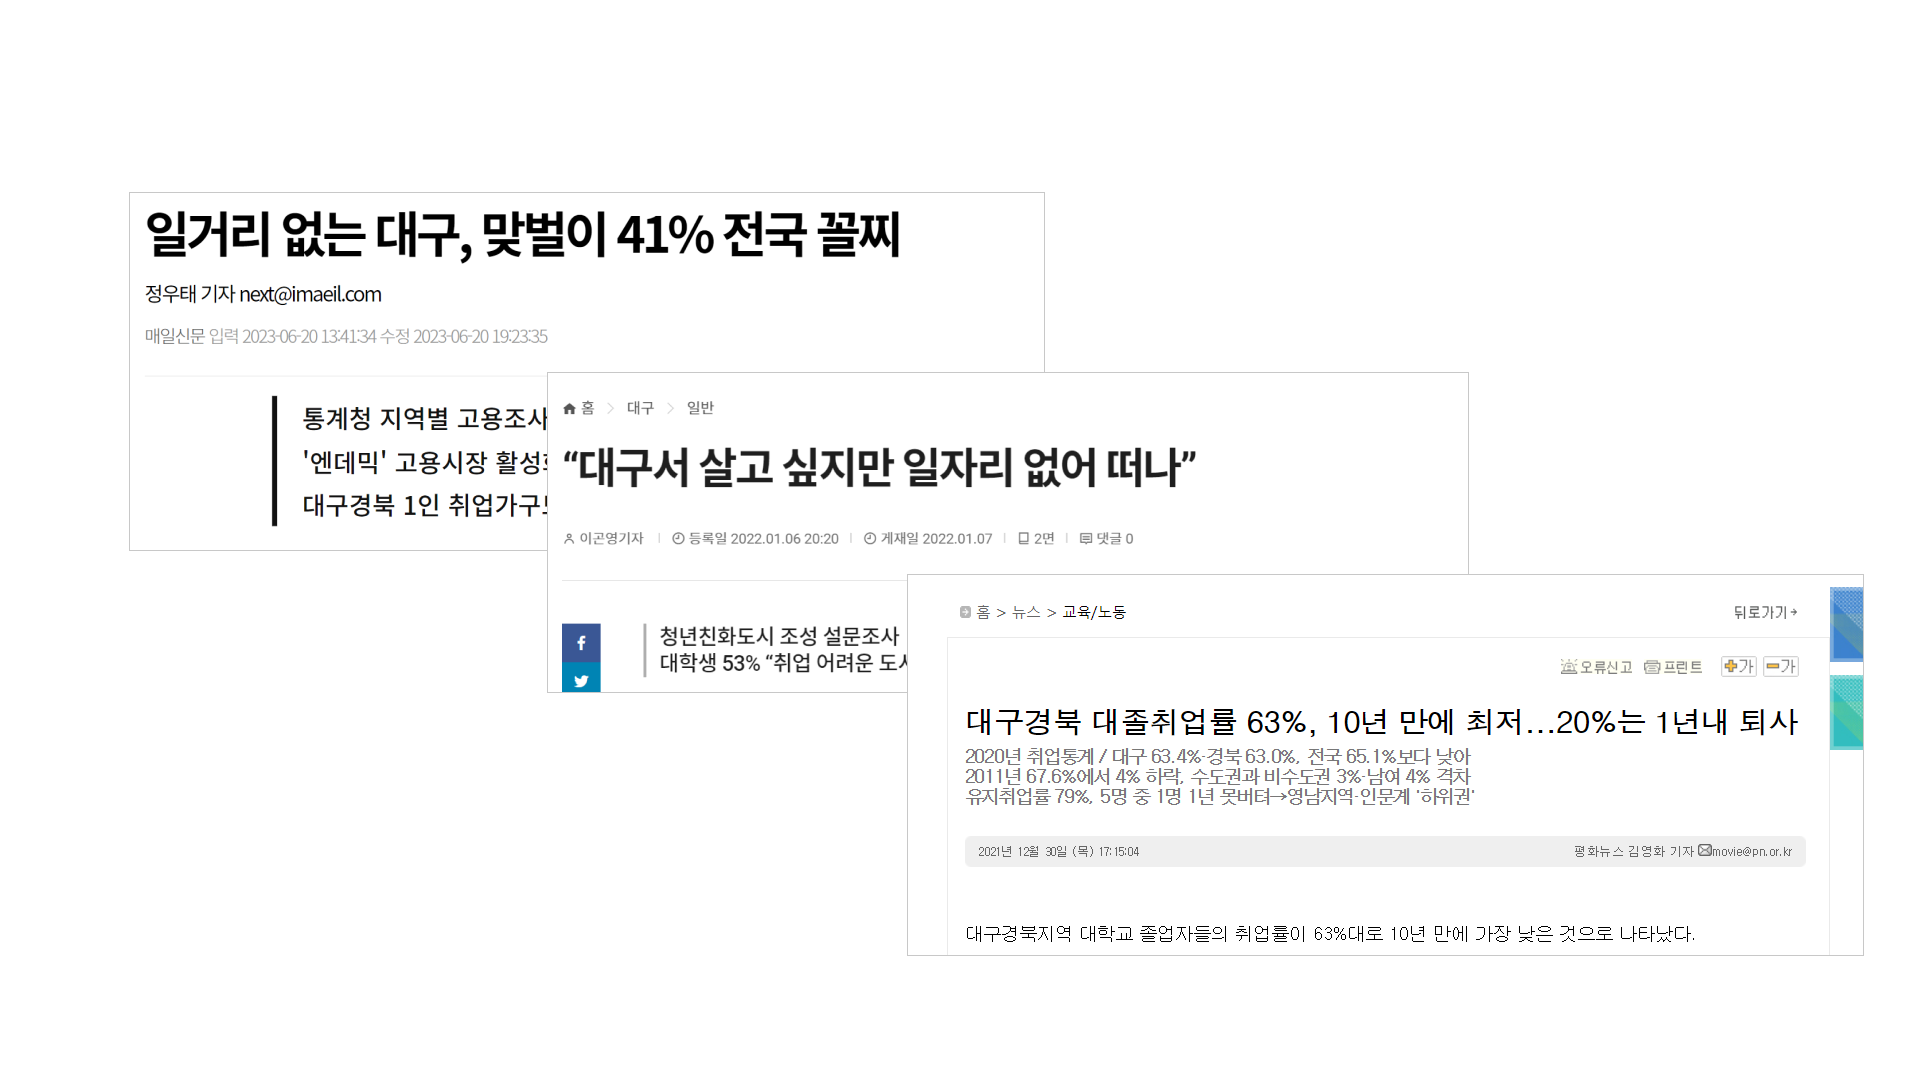 일거리 없는 대구, 맞벌이 41% 전국 꼴찌
정우태 기자 next@imaeil.com
매일신문 입력 2023-06-20 13:41:34 수정 2023-06-20 19:23:35
통계청 지역별 고용조사
'엔데믹' 고용시장
대구경북 1인
홈 > 대구 > 일반
“대구서 살고 싶지만 일자리 없어 떠나”
이곤영기자 | 등록일 2022.01.06 20:20 | 게재일 2022.01.07 | 2면 | 댓글 0
청년친화도시 조성 설문조사
대학생 53% “취업 어려운
홈 > 뉴스 > 교육/노동
뒤로가기
오류신고 프린트 +가 -가
대구경북 대졸취업률 63%, 10년 만에 최저...20%는 1년내 퇴사
2020년 취업통계 / 대구 63.4%·경북 63.0%, 전국 65.1%보다 낮아
2011년 67.6%에서 4% 하락, 수도권과 비수도권 3%·남여 4% 격차
유지취업률 79%, 5명 중 1명 1년 못버텨→영남지역·인문계 '하위권'
2021년 12월 30일 (목) 17:15:04
평화뉴스 김영화 기자 movie@pn.or.kr
대구경북지역 대학교 졸업자들의 취업률이 63%대로 10년 만에 가장 낮은 것으로 나타났다.